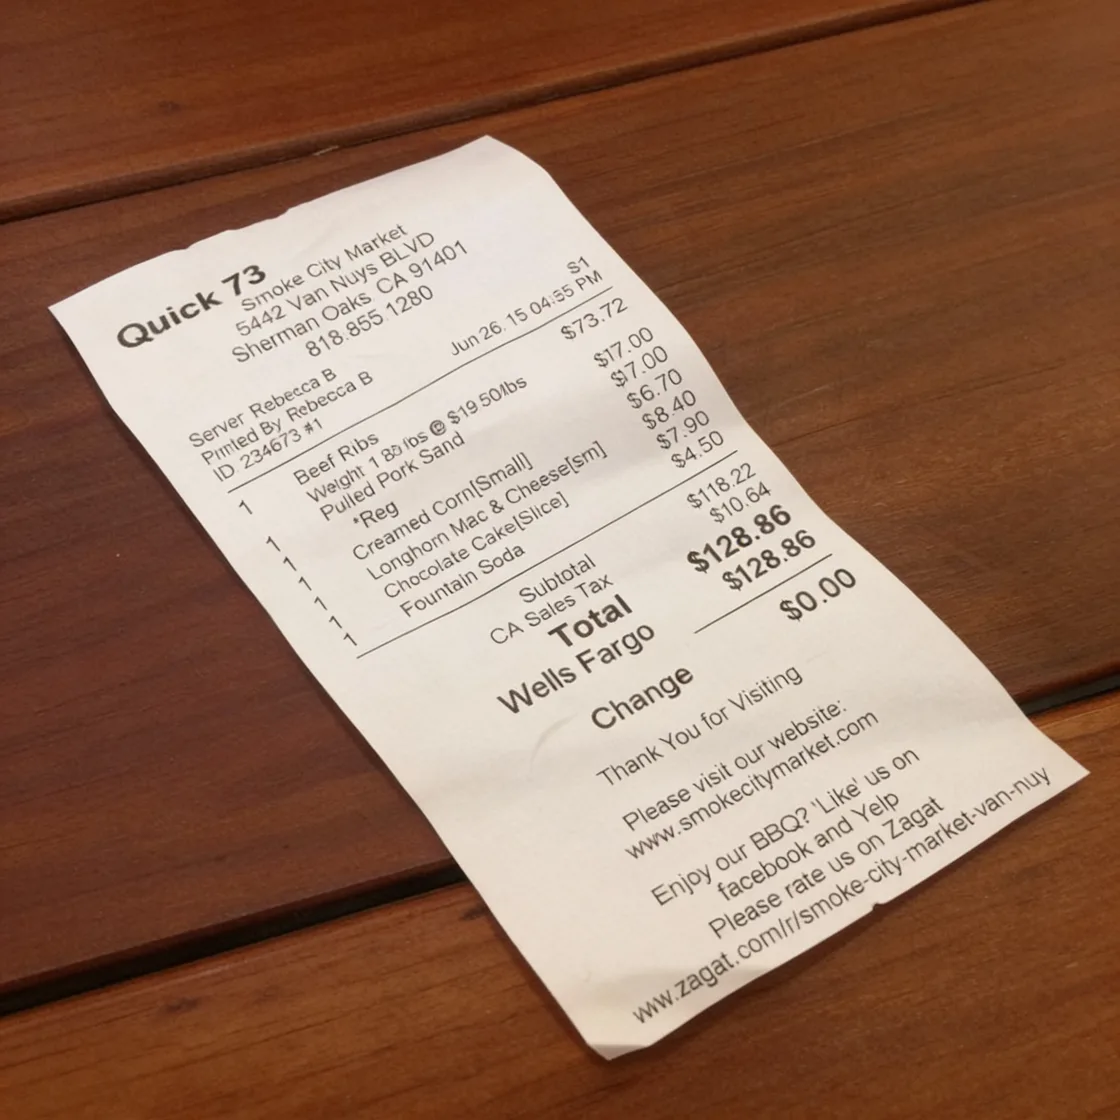 Quick 73
Smoke City Market
5442 Van Nuys BLVD
Sherman Oaks CA 91401
818.855.1280
S1
Server Rebecca B
Jun 26. 15 PM
Printed By Rebecca B
ID 234673 #1
1 Beef Ribs $73.72
Weight lbs @ $19.50/lbs
1 Pulled Pork Sand $17.00
*Reg $17.00
1 Creamed Corn[Small] $6.70
1 Longhorn Mac & Cheese[sm] $8.40
1 Chocolate Cake[Slice] $7.90
1 Fountain Soda $4.50
Subtotal $118.22
CA Sales Tax $10.64
Total $128.86
Wells Fargo $128.86
Change $0.00
Thank You for Visiting
Please visit our website:
www.smokecitymarket.com
Enjoy our BBQ? 'Like' us on
facebook and Yelp
Please rate us on Zagat
www.zagat.com/r/smoke-city-market-van-nuy